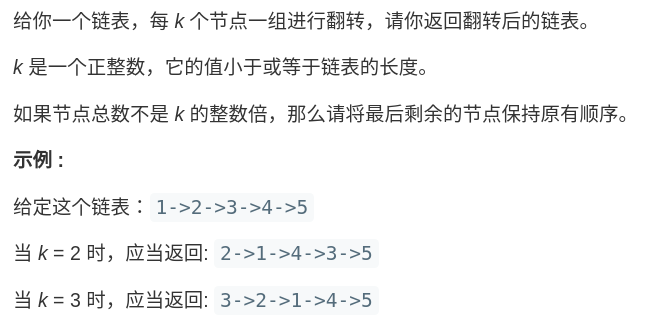 给你一个链表，每 k 个节点一组进行翻转，请你返回翻转后的链表。
k 是一个正整数，它的值小于或等于链表的长度。
如果节点总数不是 k 的整数倍，那么请将最后剩余的节点保持原有顺序。
示例 :
给定这个链表：1->2->3->4->5
当 k = 2 时，应当返回: 2->1->4->3->5
当 k = 3 时，应当返回: 3->2->1->4->5